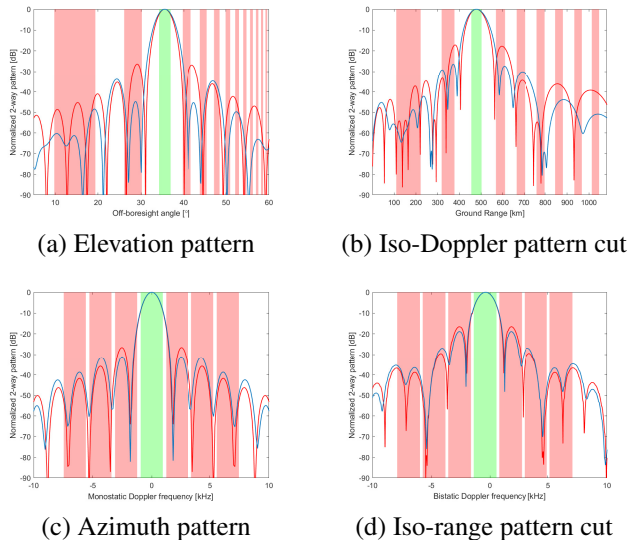 0
-10
-20
-30
-40
-50
-60
-70
-80
-90
Normalized 2-way pattern [dB]
10 20 30 40 50 60
Off-boresight angle [°]
(a) Elevation pattern
0
-10
-20
-30
-40
-50
-60
-70
-80
-90
Normalized 2-way pattern [dB]
100 200 300 400 500 600 700 800 900 1000
Ground Range [km]
(b) Iso-Doppler pattern cut
0
-10
-20
-30
-40
-50
-60
-70
-80
-90
Normalized 2-way pattern [dB]
-10 -5 0 5 10
Monostatic Doppler frequency [kHz]
(c) Azimuth pattern
0
-10
-20
-30
-40
-50
-60
-70
-80
-90
Normalized 2-way pattern [dB]
-10 -5 0 5 10
Bistatic Doppler frequency [kHz]
(d) Iso-range pattern cut